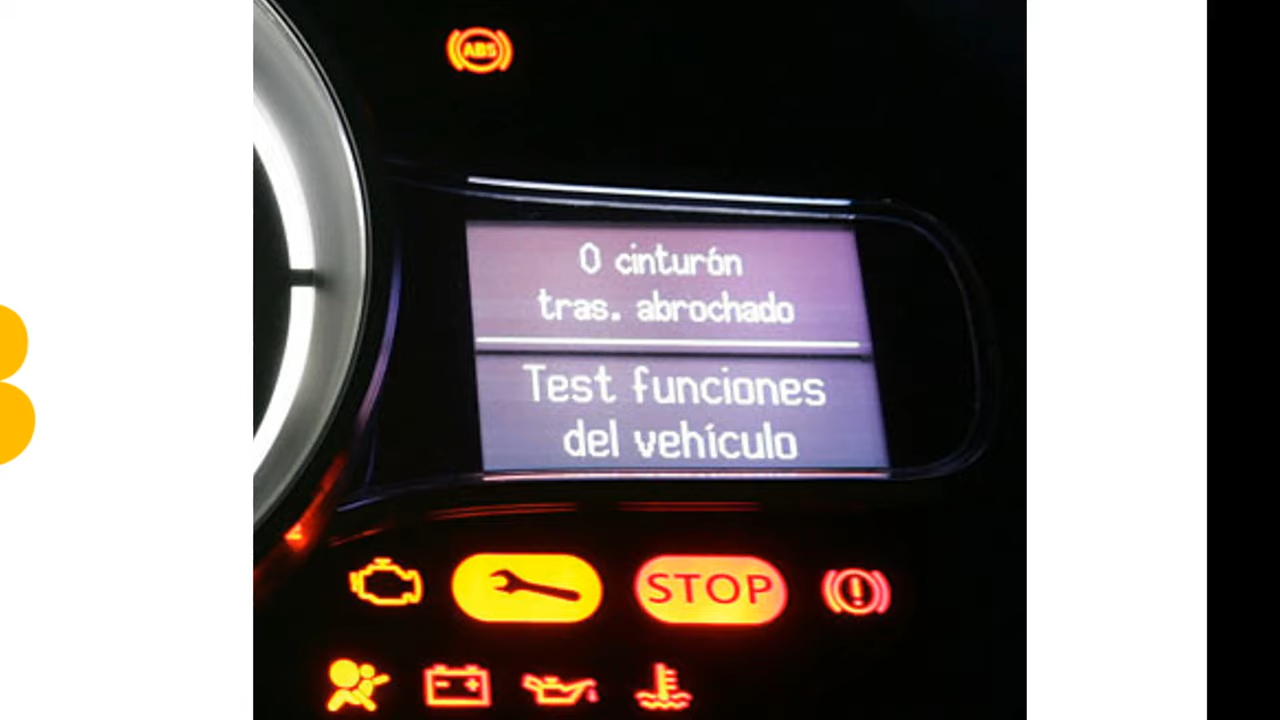 ABS
0 cinturón
tras. abrochado
Test funciones
del vehículo
STOP